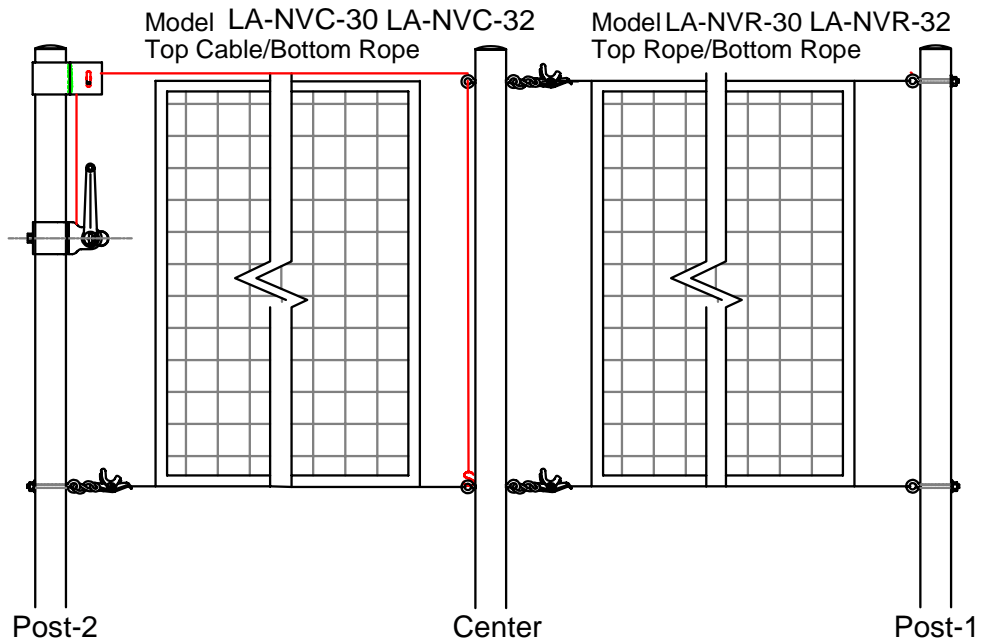 Model LA-NVC-30 LA-NVC-32
Top Cable/Bottom Rope
Model LA-NVR-30 LA-NVR-32
Top Rope/Bottom Rope
Post-2
Center
Post-1